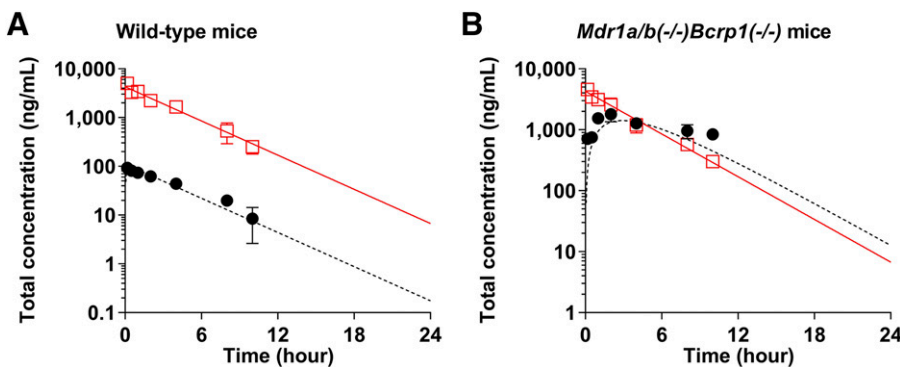 A
Wild-type mice
Total concentration (ng/mL)
10,000
1,000
100
10
1
0.1
0 6 12 18 24
Time (hour)
B
Mdr1a/b(-/-)Bcrp1(-/-) mice
Total concentration (ng/mL)
10,000
1,000
100
10
1
0 6 12 18 24
Time (hour)